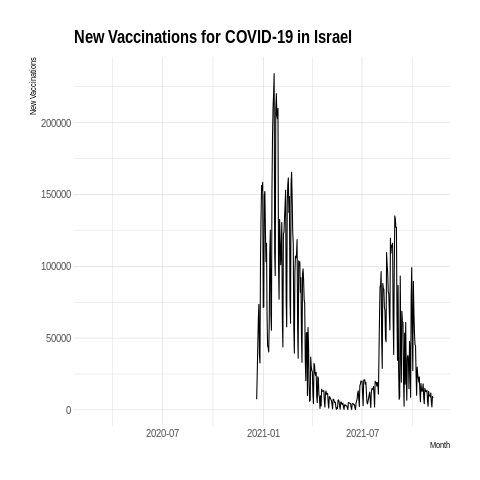 New Vaccinations for COVID-19 in Israel
New Vaccinations
200000
150000
100000
50000
0
2020-07
2021-01
2021-07
Month